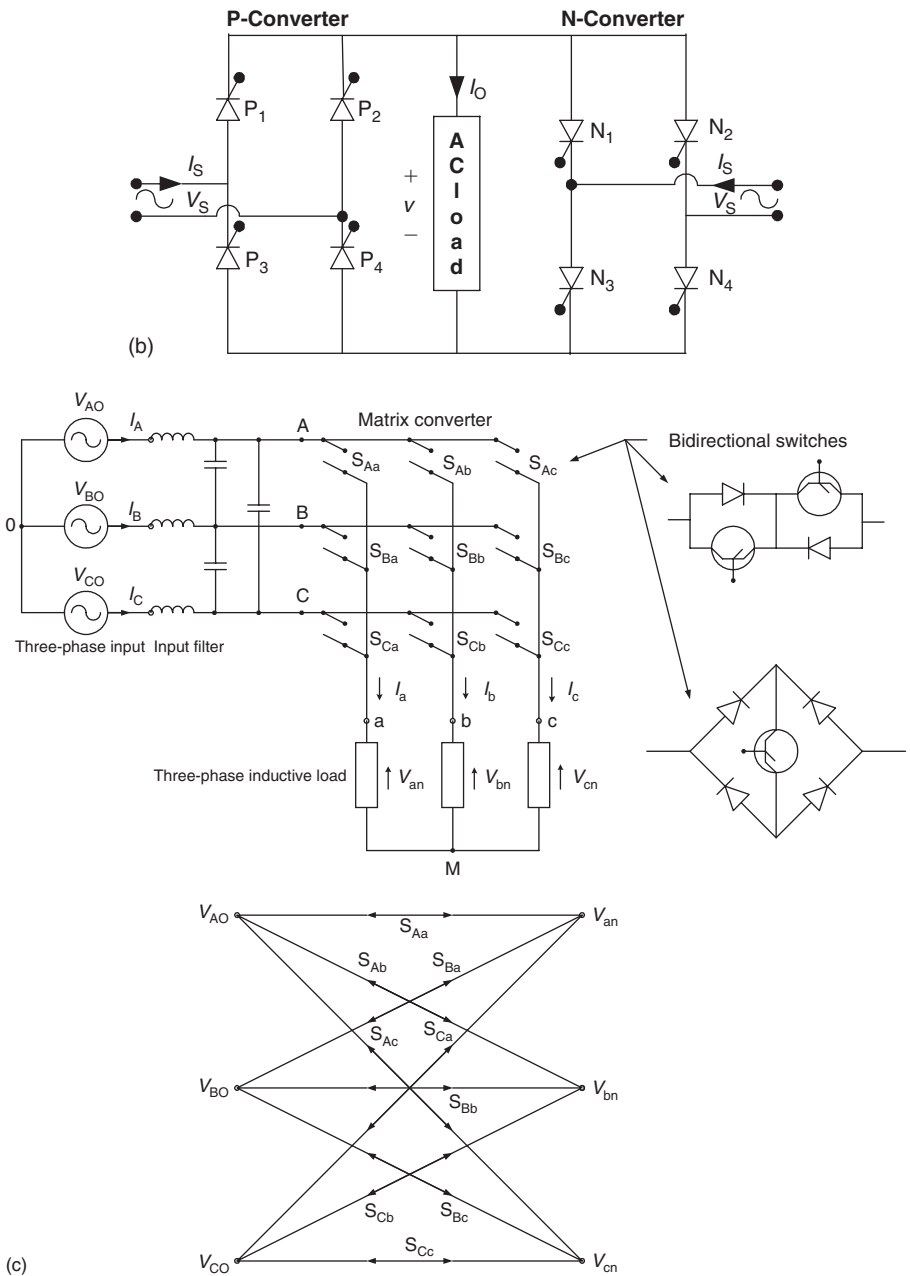 P-Converter N-Converter
P1 P2 IO N1 N2
IS IS
VS + v − AC load VS
P3 P4 N3 N4
(b)
VAO IA A Matrix converter Bidirectional switches
SAa SAb SAc
0 VBO IB B
SBa SBb SBc
VCO IC C
Three-phase input Input filter SCa SCb SCc
Ia Ib Ic
a b c
Three-phase inductive load Van Vbn Vcn
M
VAO SAa Van
SAb SBa
SAc SCa
VBO SBb Vbn
SCb SBc
VCO SCc Vcn
(c)